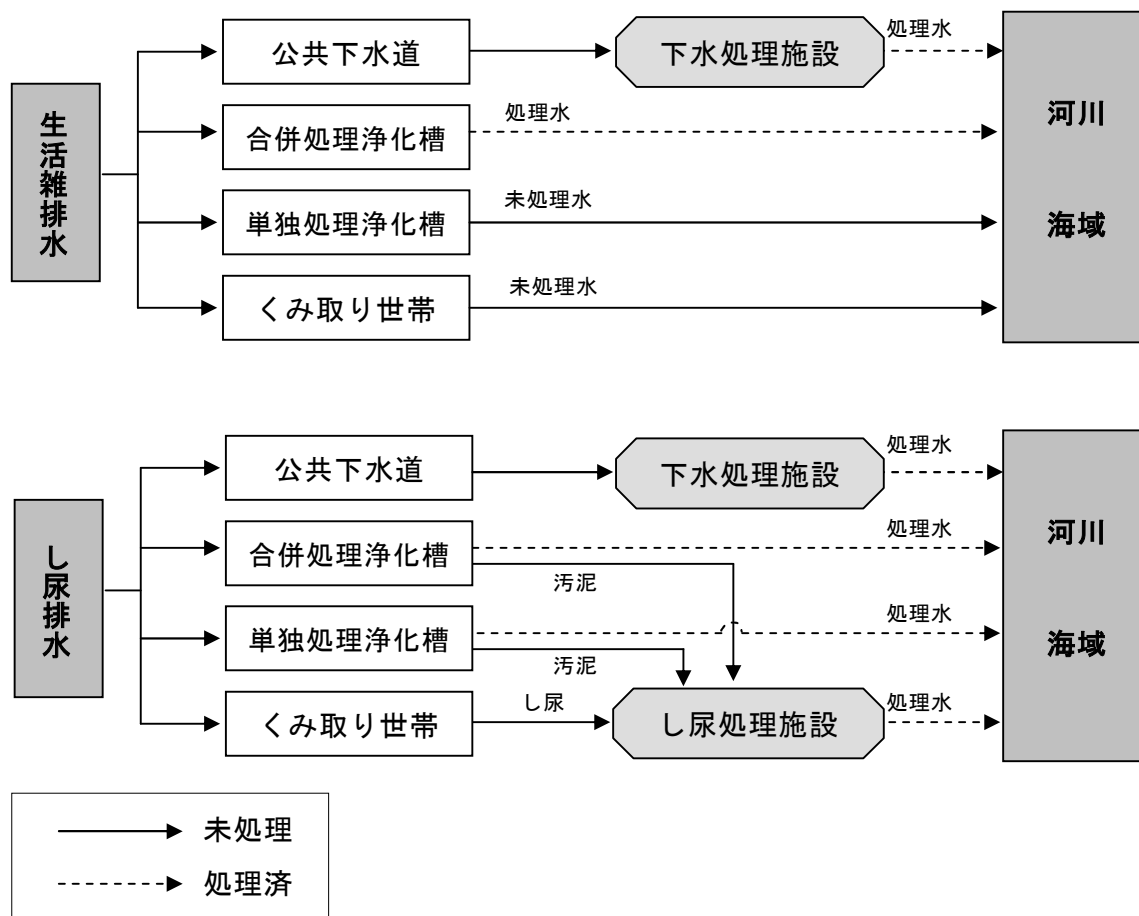 生活雑排水
公共下水道
下水処理施設
処理水
合併処理浄化槽
処理水
単独処理浄化槽
未処理水
くみ取り世帯
未処理水
河川
海域
し尿排水
公共下水道
下水処理施設
処理水
合併処理浄化槽
処理水
汚泥
単独処理浄化槽
処理水
汚泥
くみ取り世帯
し尿
し尿処理施設
処理水
河川
海域
未処理
処理済